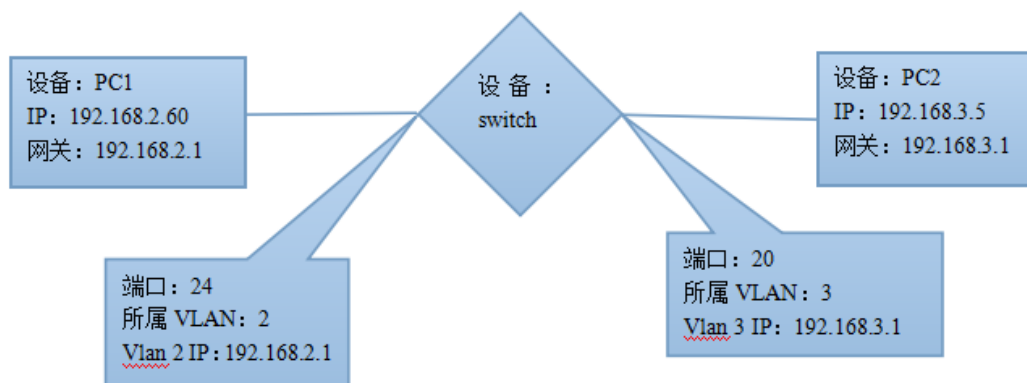 设备：PC1
IP：192.168.2.60
网关：192.168.2.1
设 备 ：
switch
设备：PC2
IP：192.168.3.5
网关：192.168.3.1
端口：24
所属 VLAN：2
Vlan 2 IP：192.168.2.1
端口：20
所属 VLAN：3
Vlan 3 IP：192.168.3.1